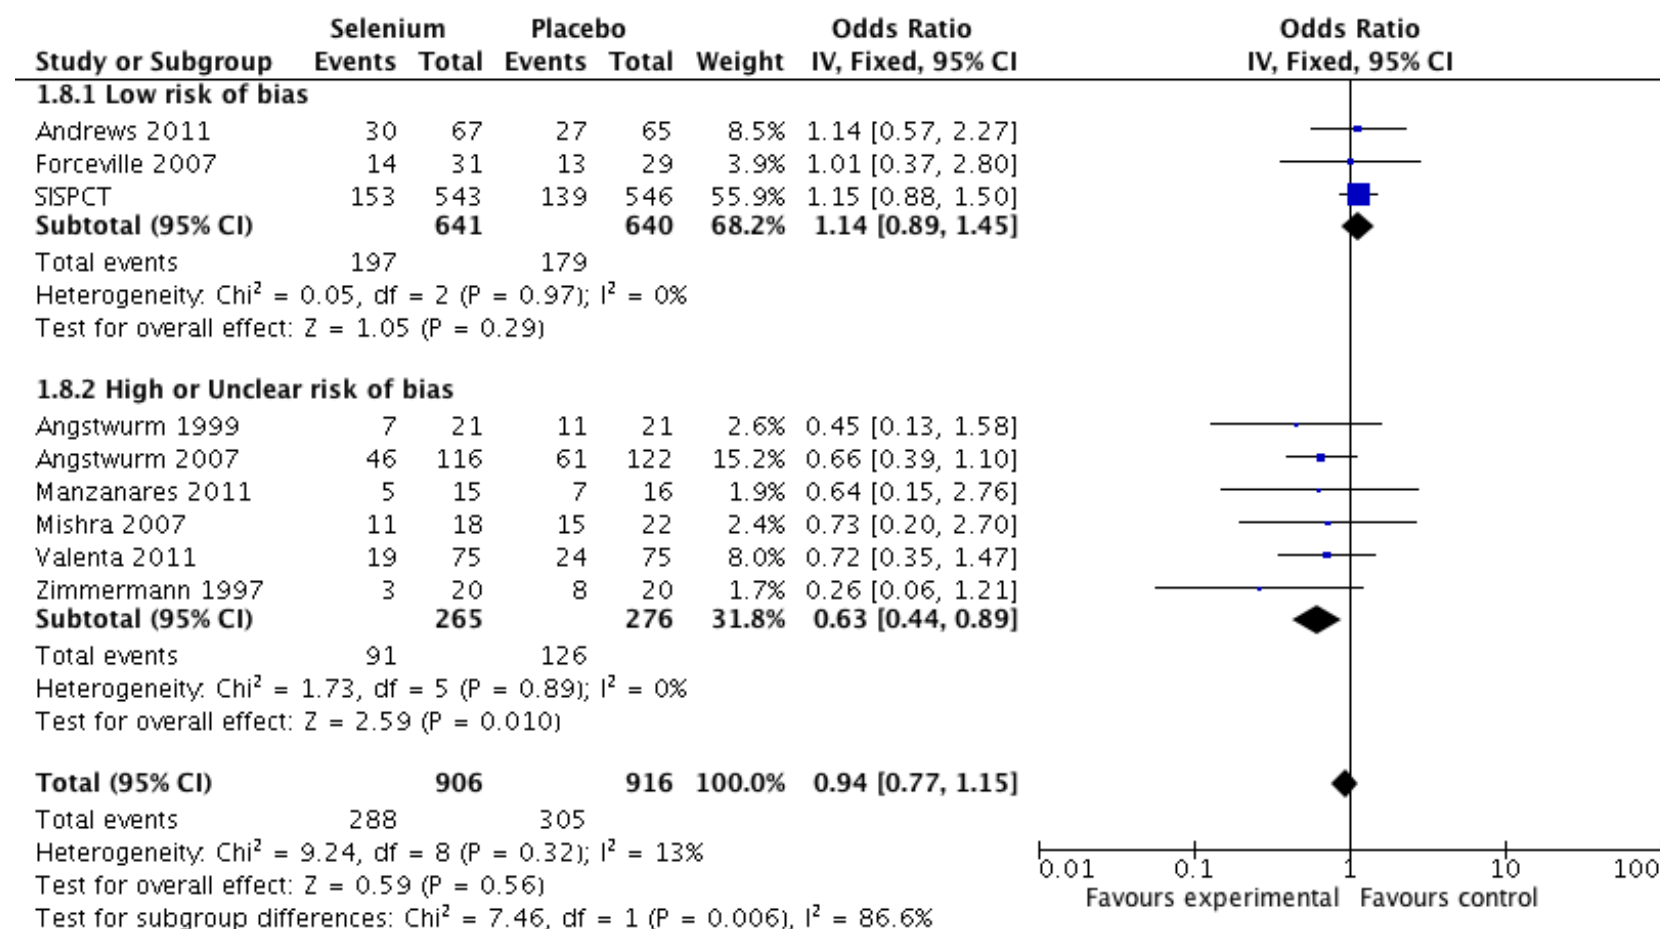 Selenium Placebo Odds Ratio Odds Ratio
Study or Subgroup Events Total Events Total Weight IV, Fixed, 95% CI IV, Fixed, 95% CI
1.8.1 Low risk of bias
Andrews 2011 30 67 27 65 8.5% 1.14 [0.57, 2.27]
Forceville 2007 14 31 13 29 3.9% 1.01 [0.37, 2.80]
SISPCT 153 543 139 546 55.9% 1.15 [0.88, 1.50]
Subtotal (95% CI) 641 640 68.2% 1.14 [0.89, 1.45]
Total events 197 179
Heterogeneity: Chi² = 0.05, df = 2 (P = 0.97); I² = 0%
Test for overall effect: Z = 1.05 (P = 0.29)
1.8.2 High or Unclear risk of bias
Angstwurm 1999 7 21 11 21 2.6% 0.45 [0.13, 1.58]
Angstwurm 2007 46 116 61 122 15.2% 0.66 [0.39, 1.10]
Manzanares 2011 5 15 7 16 1.9% 0.64 [0.15, 2.76]
Mishra 2007 11 18 15 22 2.4% 0.73 [0.20, 2.70]
Valenta 2011 19 75 24 75 8.0% 0.72 [0.35, 1.47]
Zimmermann 1997 3 20 8 20 1.7% 0.26 [0.06, 1.21]
Subtotal (95% CI) 265 276 31.8% 0.63 [0.44, 0.89]
Total events 91 126
Heterogeneity: Chi² = 1.73, df = 5 (P = 0.89); I² = 0%
Test for overall effect: Z = 2.59 (P = 0.010)
Total (95% CI) 906 916 100.0% 0.94 [0.77, 1.15]
Total events 288 305
Heterogeneity: Chi² = 9.24, df = 8 (P = 0.32); I² = 13%
Test for overall effect: Z = 0.59 (P = 0.56)
Test for subgroup differences: Chi² = 7.46, df = 1 (P = 0.006), I² = 86.6%
0.01 0.1 1 10 100
Favours experimental Favours control